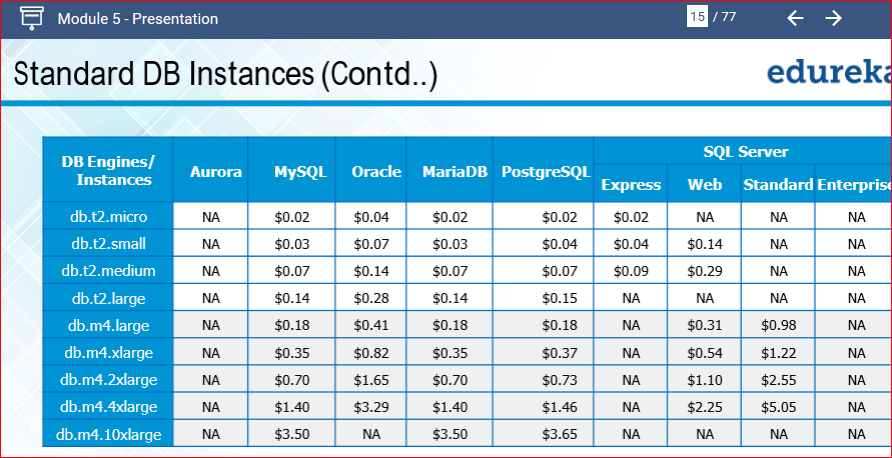 Module 5 - Presentation
15 / 77
Standard DB Instances (Contd..)
edureka
DB Engines/ Instances Aurora MySQL Oracle MariaDB PostgreSQL SQL Server
Express Web Standard Enterprise
db.t2.micro NA $0.02 $0.04 $0.02 $0.02 $0.02 NA NA NA
db.t2.small NA $0.03 $0.07 $0.03 $0.04 $0.04 $0.14 NA NA
db.t2.medium NA $0.07 $0.14 $0.07 $0.07 $0.09 $0.29 NA NA
db.t2.large NA $0.14 $0.28 $0.14 $0.15 NA NA NA NA
db.m4.large NA $0.18 $0.41 $0.18 $0.18 NA $0.31 $0.98 NA
db.m4.xlarge NA $0.35 $0.82 $0.35 $0.37 NA $0.54 $1.22 NA
db.m4.2xlarge NA $0.70 $1.65 $0.70 $0.73 NA $1.10 $2.55 NA
db.m4.4xlarge NA $1.40 $3.29 $1.40 $1.46 NA $2.25 $5.05 NA
db.m4.10xlarge NA $3.50 NA $3.50 $3.65 NA NA NA NA